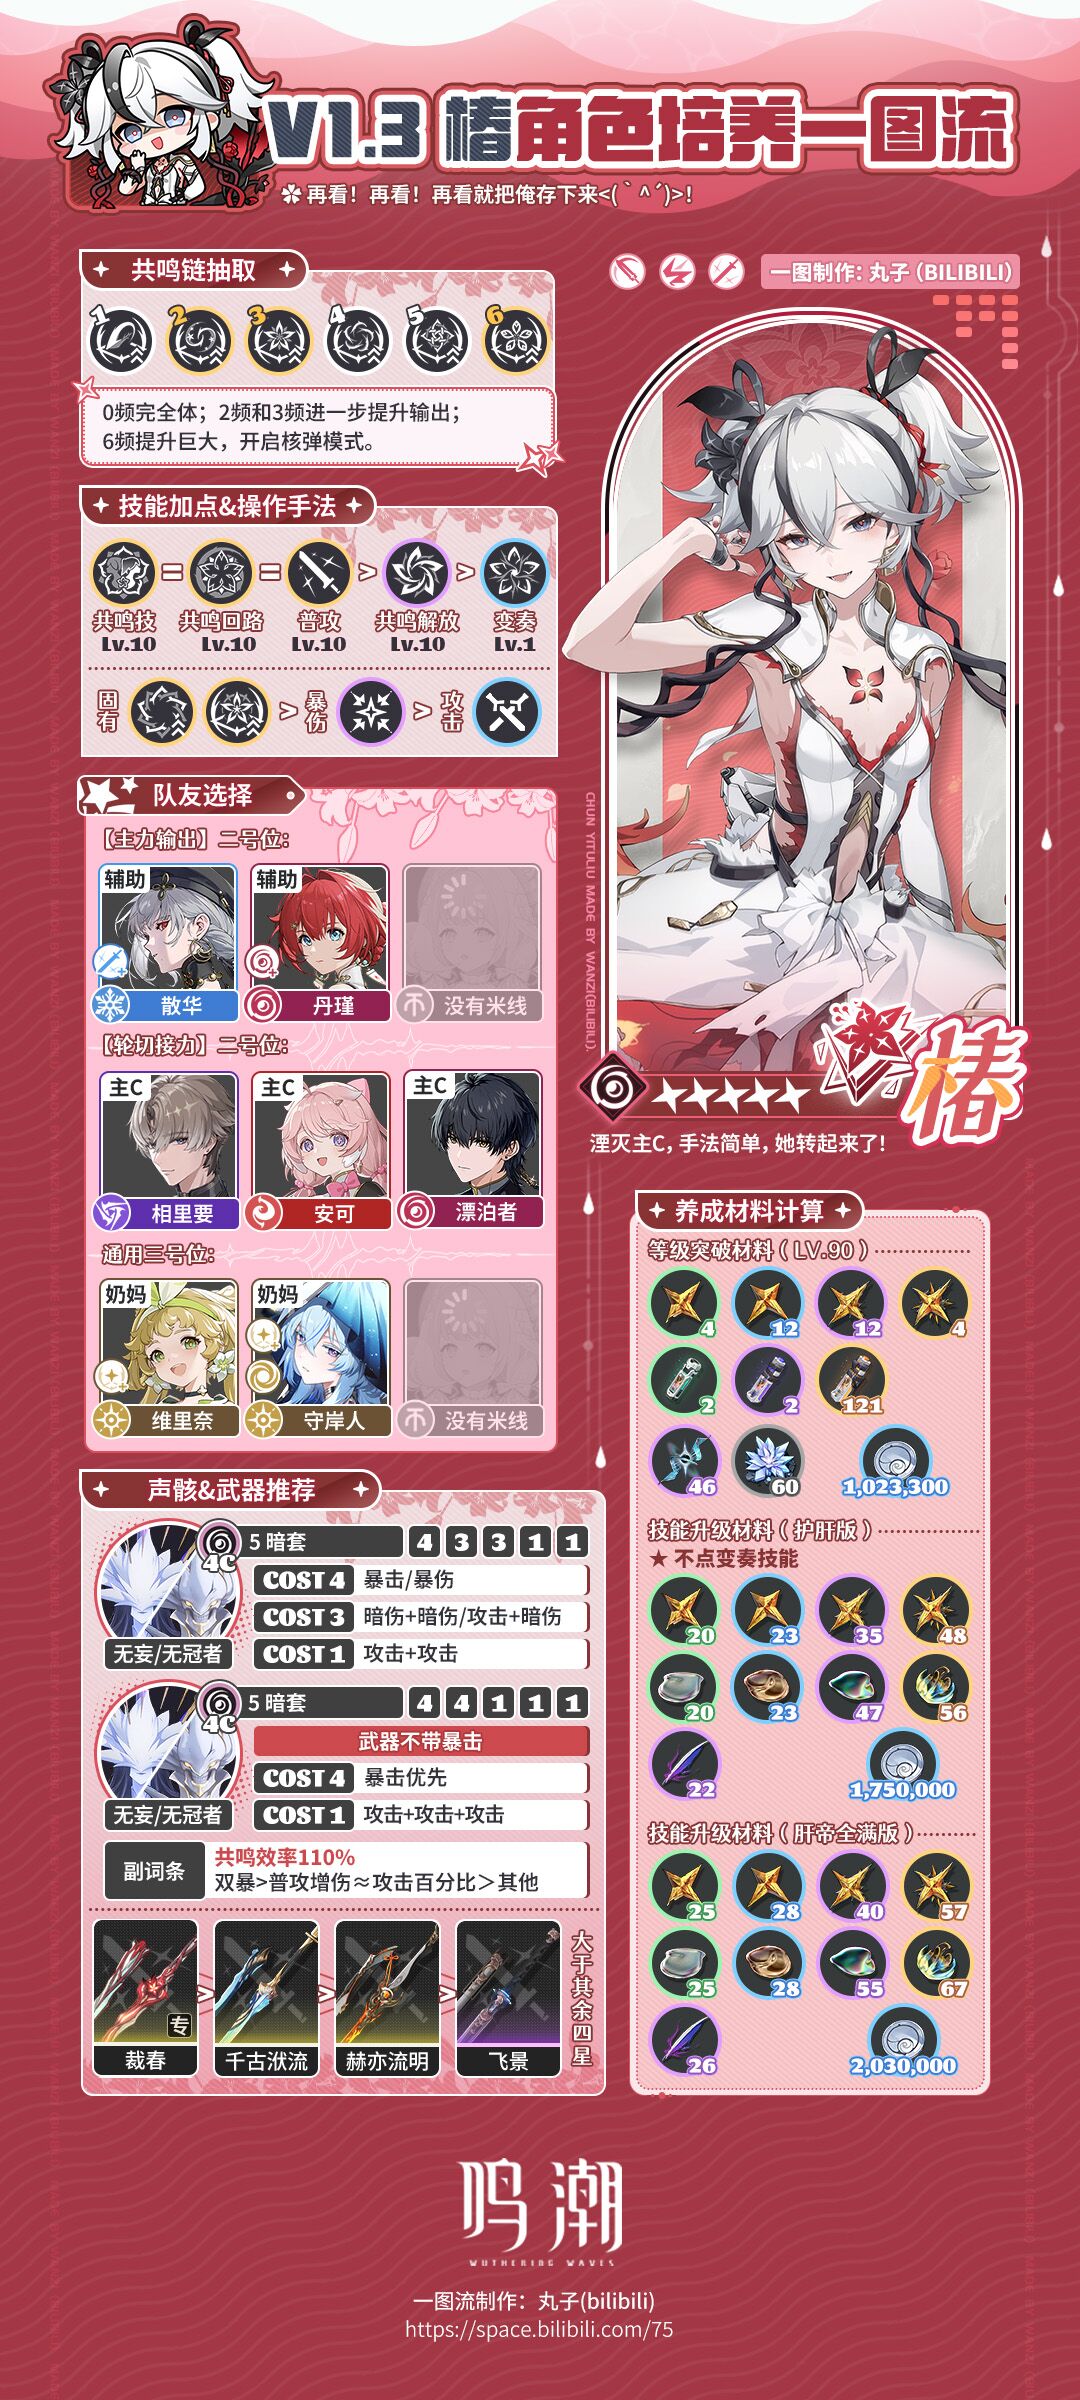 V1.3 椿角色培养一图流
✽ 再看！再看！再看就把俺存下来<(｀^´)>！
共鸣链抽取
1 2 3 4 5 6
0频完全体；2频和3频进一步提升输出；
6频提升巨大，开启核弹模式。
技能加点&操作手法
= = > >
共鸣技 共鸣回路 普攻 共鸣解放 变奏
Lv.10 Lv.10 Lv.10 Lv.10 Lv.1
固有 > 暴伤 > 攻击
队友选择
【主力输出】二号位:
辅助 辅助
散华 丹瑾 没有米线
【轮切接力】二号位:
主C 主C 主C
相里要 安可 漂泊者
通用三号位:
奶妈 奶妈
维里奈 守岸人 没有米线
声骸&武器推荐
4C
5 暗套 4 3 3 1 1
COST 4 暴击/暴伤
COST 3 暗伤+暗伤/攻击+暗伤
COST 1 攻击+攻击
无妄/无冠者
4C
5 暗套 4 4 1 1 1
武器不带暴击
COST 4 暴击优先
COST 1 攻击+攻击+攻击
无妄/无冠者
副词条
共鸣效率110%
双暴>普攻增伤≈攻击百分比＞其他
专
> > >
裁春 千古洑流 赫亦流明 飞景
大于其余四星
一图制作: 丸子 (BILIBILI)
CHUN YITULIU MADE BY WANZI(BILIBILI).
椿
湮灭主C, 手法简单, 她转起来了!
养成材料计算
等级突破材料 ( LV.90 )
4 12 12 4
2 2 121
46 60 1,023,300
技能升级材料 ( 护肝版 )
★ 不点变奏技能
20 23 35 48
20 23 47 56
22 1,750,000
技能升级材料 ( 肝帝全满版 )
25 28 40 57
25 28 55 67
26 2,030,000
鸣潮
WUTHERING WAVES
一图流制作：丸子(bilibili)
https://space.bilibili.com/75